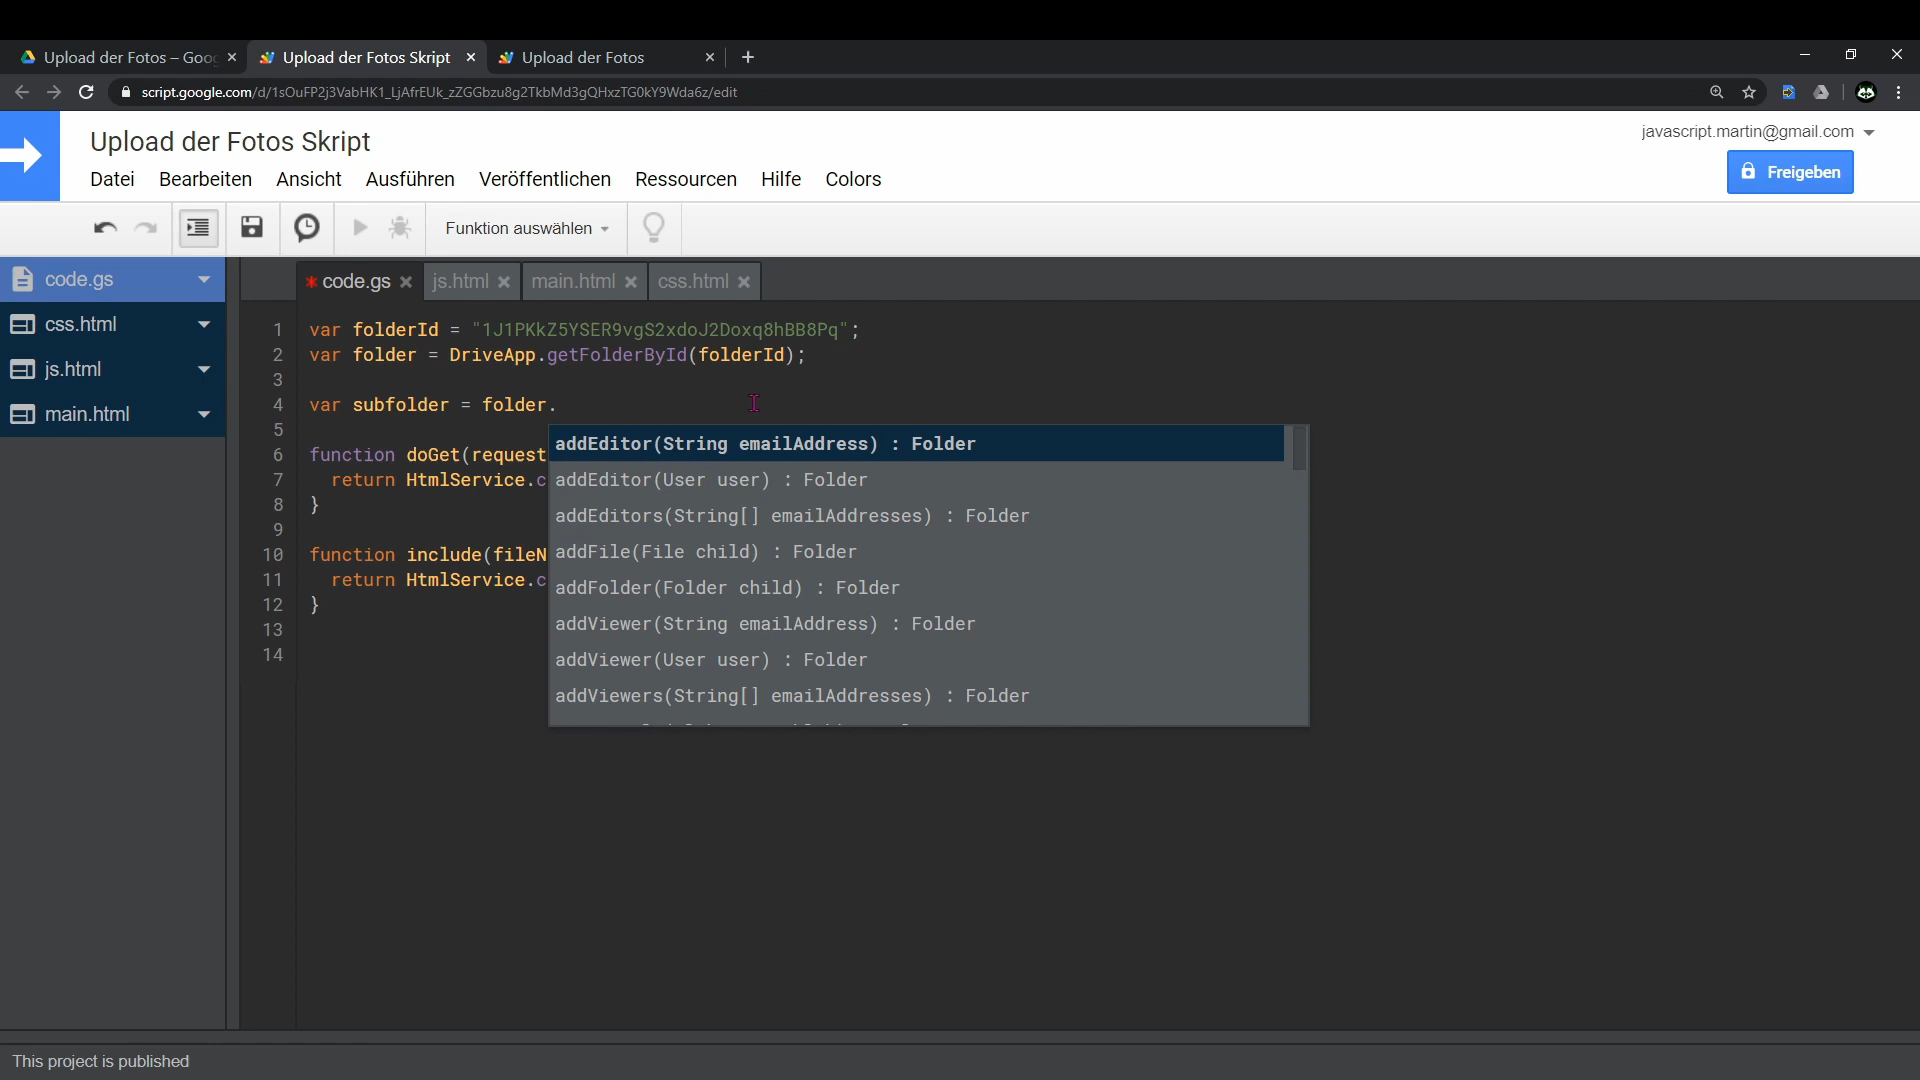 Upload der Fotos – Goo
Upload der Fotos Skript
Upload der Fotos
script.google.com/d/1sOuFP2j3VabHK1_LjAfrEUk_zZGGbzu8g2TkbMd3gQHxzTG0kY9Wda6z/edit
Upload der Fotos Skript
javascript.martin@gmail.com
Datei Bearbeiten Ansicht Ausführen Veröffentlichen Ressourcen Hilfe Colors
Freigeben
Funktion auswählen
code.gs
css.html
js.html
main.html
* code.gs js.html main.html css.html
1 var folderId = "1J1PKkZ5YSER9vgS2xdoJ2Doxq8hBB8Pq";
2 var folder = DriveApp.getFolderById(folderId);
3
4 var subfolder = folder.
5
6 function doGet(request
7 return HtmlService.c
8 }
9
10 function include(fileN
11 return HtmlService.c
12 }
13
14
addEditor(String emailAddress) : Folder
addEditor(User user) : Folder
addEditors(String[] emailAddresses) : Folder
addFile(File child) : Folder
addFolder(Folder child) : Folder
addViewer(String emailAddress) : Folder
addViewer(User user) : Folder
addViewers(String[] emailAddresses) : Folder
This project is published